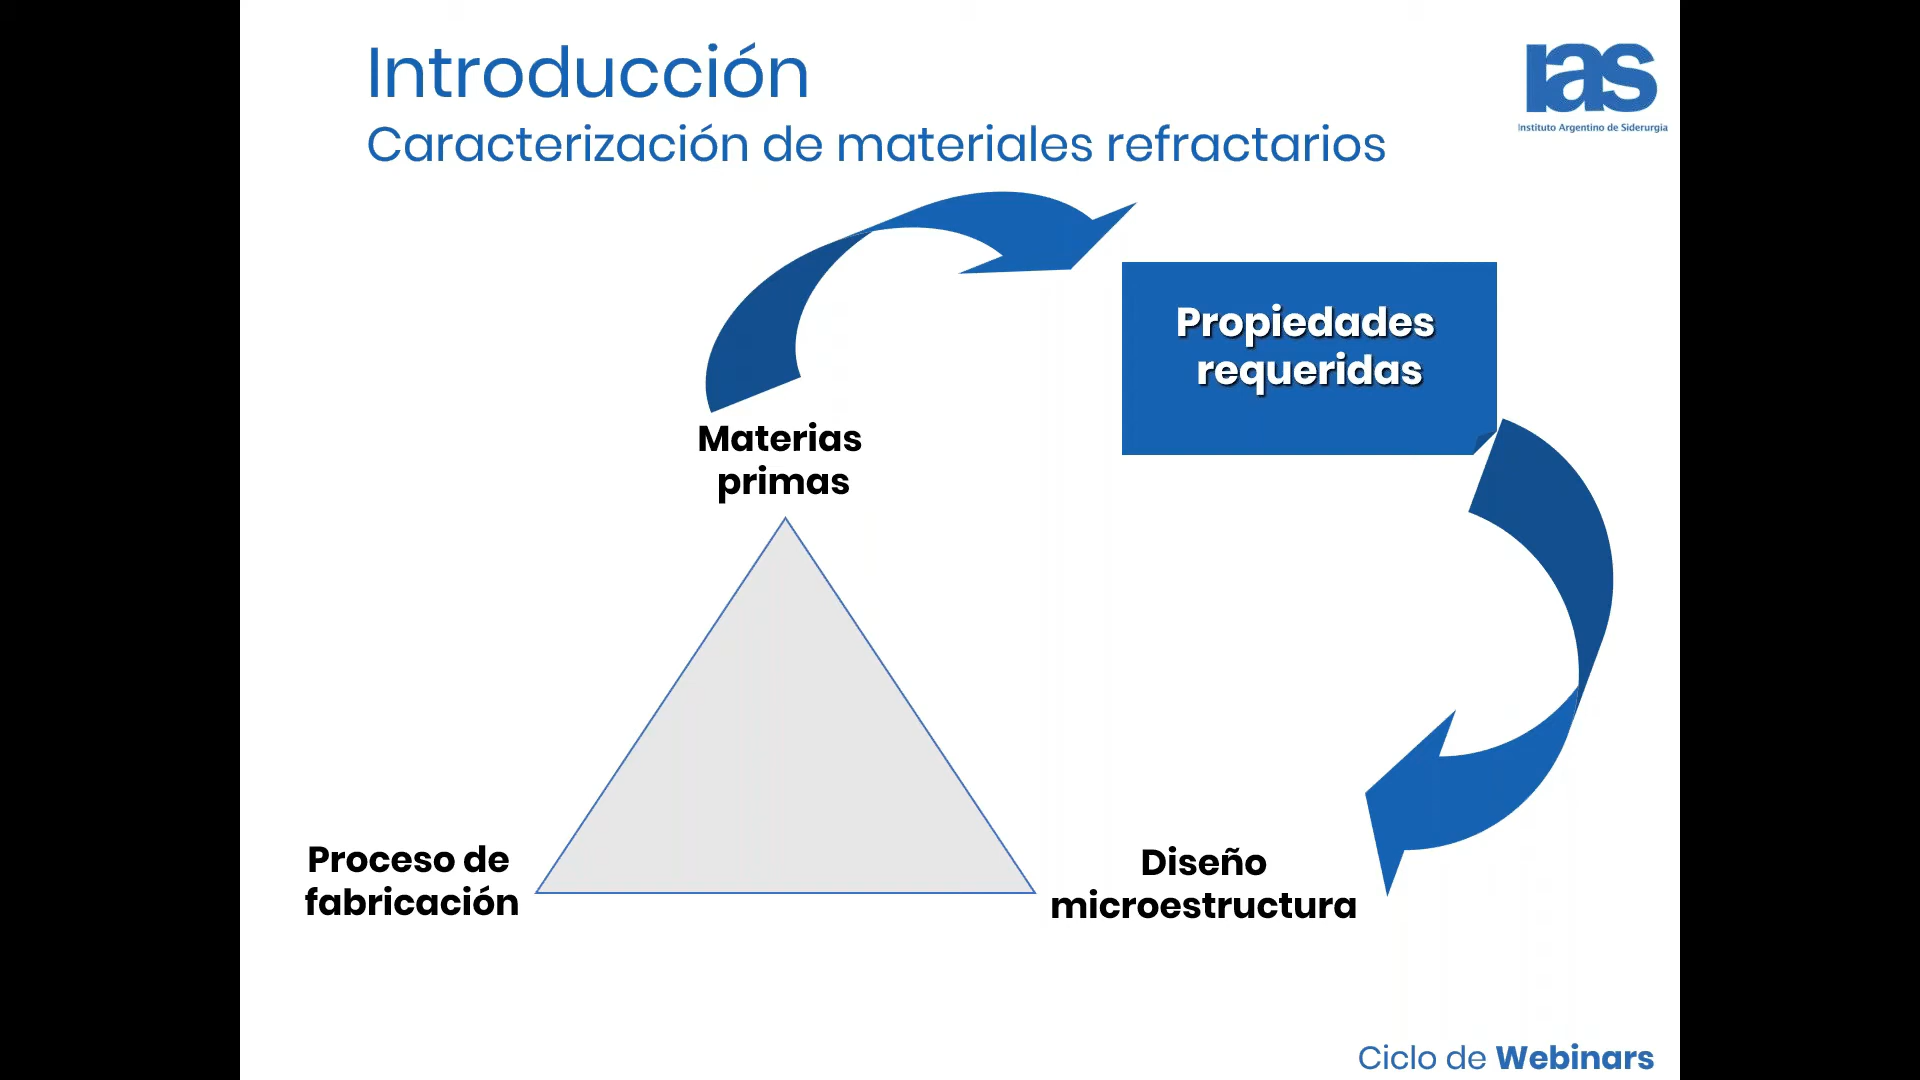 Introducción
Caracterización de materiales refractarios
ias
Instituto Argentino de Siderurgia
Propiedades
requeridas
Materias
primas
Proceso de
fabricación
Diseño
microestructura
Ciclo de Webinars